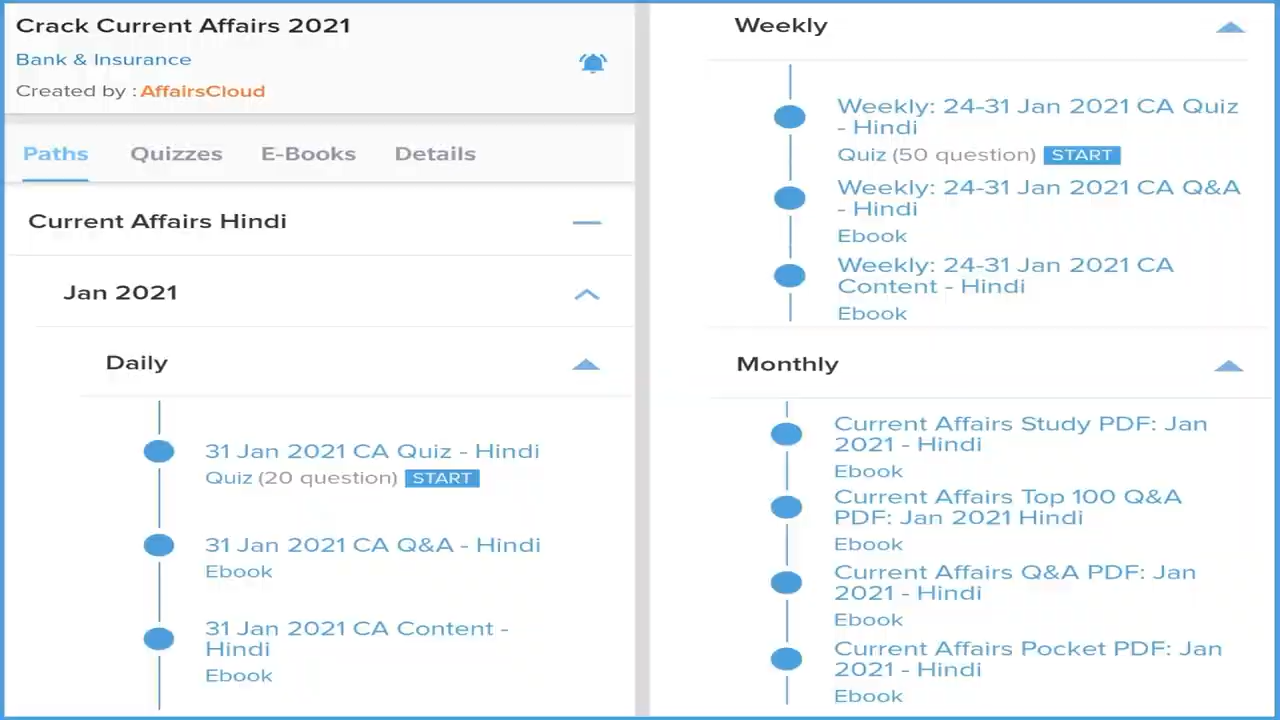 Crack Current Affairs 2021
Bank & Insurance
Created by : AffairsCloud
Paths Quizzes E-Books Details
Current Affairs Hindi
Jan 2021
Daily
31 Jan 2021 CA Quiz - Hindi
Quiz (20 question) START
31 Jan 2021 CA Q&A - Hindi
Ebook
31 Jan 2021 CA Content -
Hindi
Ebook
Weekly
Weekly: 24-31 Jan 2021 CA Quiz
- Hindi
Quiz (50 question) START
Weekly: 24-31 Jan 2021 CA Q&A
- Hindi
Ebook
Weekly: 24-31 Jan 2021 CA
Content - Hindi
Ebook
Monthly
Current Affairs Study PDF: Jan
2021 - Hindi
Ebook
Current Affairs Top 100 Q&A
PDF: Jan 2021 Hindi
Ebook
Current Affairs Q&A PDF: Jan
2021 - Hindi
Ebook
Current Affairs Pocket PDF: Jan
2021 - Hindi
Ebook